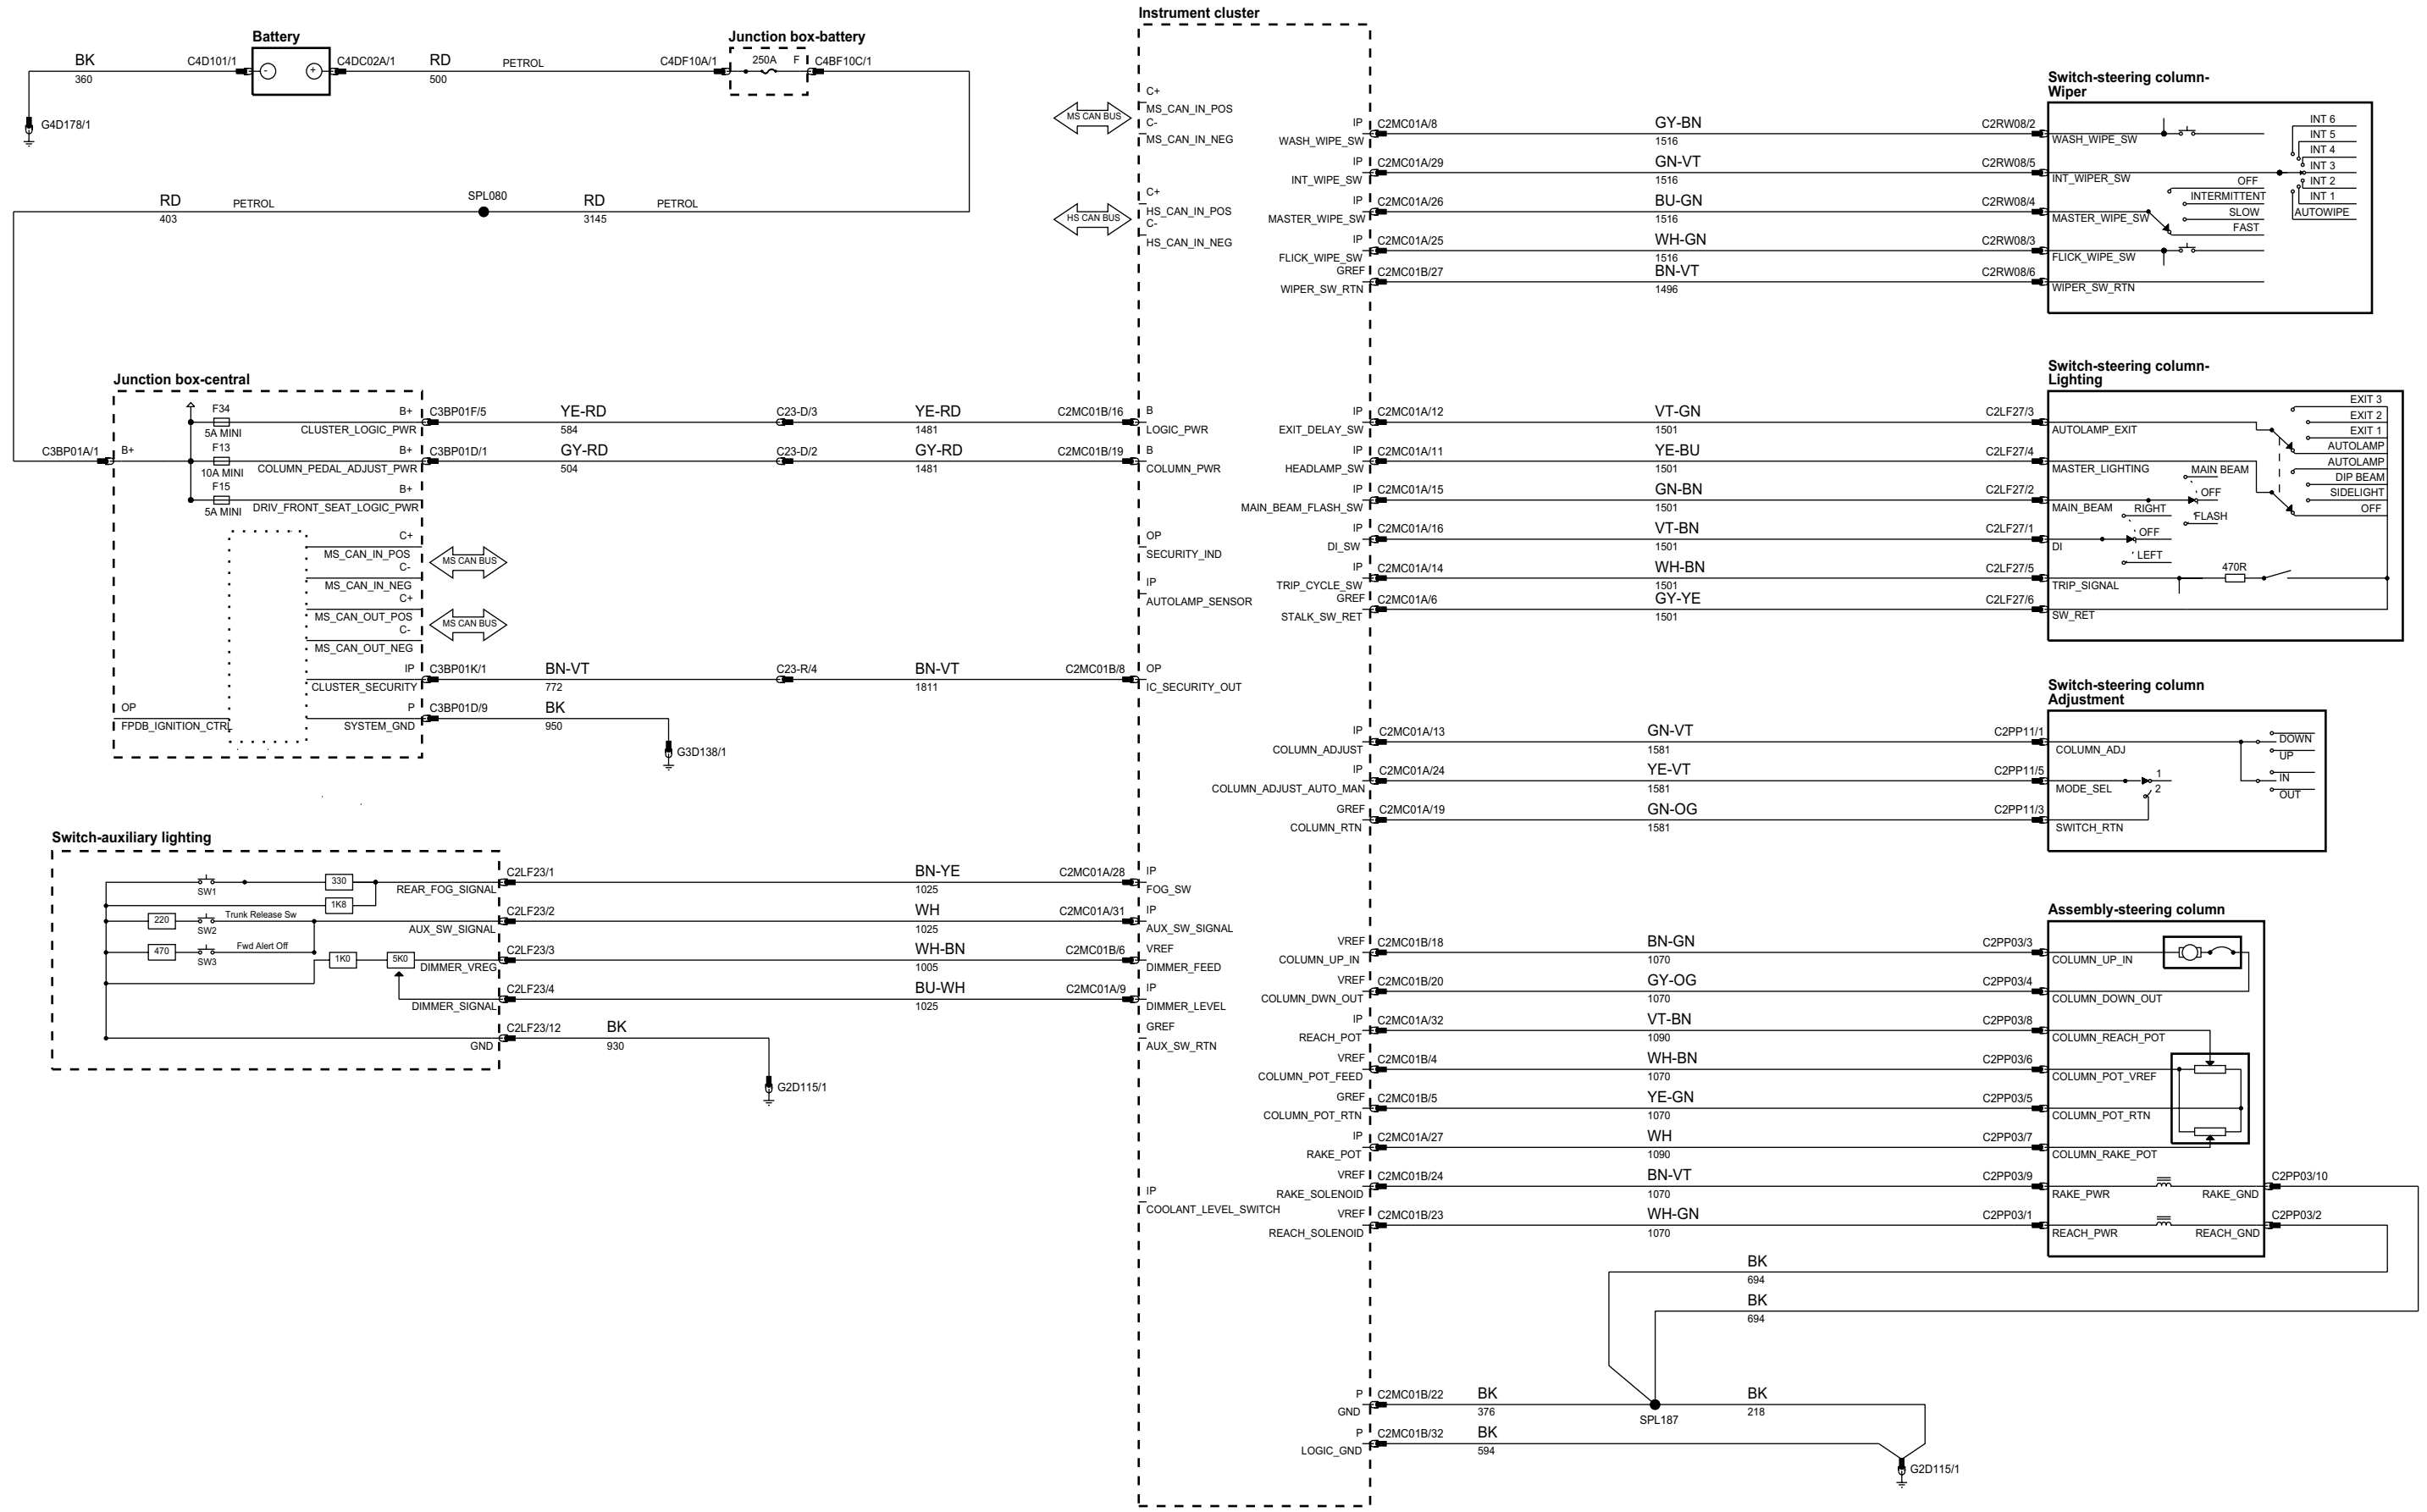 Instrument cluster
Battery
Junction box-battery
BK
360
C4D101/1
-
+
C4DC02A/1
RD
500
PETROL
C4DF10A/1
250A
F
C4BF10C/1
G4D178/1
RD
403
PETROL
SPL080
RD
3145
PETROL
Junction box-central
C3BP01A/1
B+
F34
5A MINI
B+
CLUSTER_LOGIC_PWR
C3BP01F/5
YE-RD
584
C23-D/3
YE-RD
1481
C2MC01B/16
F13
10A MINI
B+
COLUMN_PEDAL_ADJUST_PWR
C3BP01D/1
GY-RD
504
C23-D/2
GY-RD
1481
C2MC01B/19
F15
5A MINI
B+
DRIV_FRONT_SEAT_LOGIC_PWR
C+
MS_CAN_IN_POS
C-
MS_CAN_IN_NEG
MS CAN BUS
C+
MS_CAN_OUT_POS
C-
MS_CAN_OUT_NEG
MS CAN BUS
IP
CLUSTER_SECURITY
C3BP01K/1
BN-VT
772
C23-R/4
BN-VT
1811
C2MC01B/8
OP
FPDB_IGNITION_CTRL
P
SYSTEM_GND
C3BP01D/9
BK
950
G3D138/1
Switch-auxiliary lighting
SW1
330
REAR_FOG_SIGNAL
C2LF23/1
BN-YE
1025
C2MC01A/28
1K8
220
SW2
Trunk Release Sw
AUX_SW_SIGNAL
C2LF23/2
WH
1025
C2MC01A/31
470
SW3
Fwd Alert Off
1K0
5K0
DIMMER_VREG
C2LF23/3
WH-BN
1005
C2MC01B/6
DIMMER_SIGNAL
C2LF23/4
BU-WH
1025
C2MC01A/9
GND
C2LF23/12
BK
930
G2D115/1
MS CAN BUS
C+
MS_CAN_IN_POS
C-
MS_CAN_IN_NEG
HS CAN BUS
C+
HS_CAN_IN_POS
C-
HS_CAN_IN_NEG
B
LOGIC_PWR
B
COLUMN_PWR
OP
SECURITY_IND
IP
AUTOLAMP_SENSOR
OP
IC_SECURITY_OUT
IP
FOG_SW
IP
AUX_SW_SIGNAL
VREF
DIMMER_FEED
IP
DIMMER_LEVEL
GREF
AUX_SW_RTN
IP
COOLANT_LEVEL_SWITCH
IP
WASH_WIPE_SW
C2MC01A/8
GY-BN
1516
C2RW08/2
IP
INT_WIPE_SW
C2MC01A/29
GN-VT
1516
C2RW08/5
IP
MASTER_WIPE_SW
C2MC01A/26
BU-GN
1516
C2RW08/4
IP
FLICK_WIPE_SW
C2MC01A/25
WH-GN
1516
C2RW08/3
GREF
WIPER_SW_RTN
C2MC01B/27
BN-VT
1496
C2RW08/6
Switch-steering column-
Wiper
WASH_WIPE_SW
INT_WIPER_SW
MASTER_WIPE_SW
FLICK_WIPE_SW
WIPER_SW_RTN
OFF
INTERMITTENT
SLOW
FAST
INT 6
INT 5
INT 4
INT 3
INT 2
INT 1
AUTOWIPE
IP
EXIT_DELAY_SW
C2MC01A/12
VT-GN
1501
C2LF27/3
IP
HEADLAMP_SW
C2MC01A/11
YE-BU
1501
C2LF27/4
IP
MAIN_BEAM_FLASH_SW
C2MC01A/15
GN-BN
1501
C2LF27/2
IP
DI_SW
C2MC01A/16
VT-BN
1501
C2LF27/1
IP
TRIP_CYCLE_SW
C2MC01A/14
WH-BN
1501
C2LF27/5
GREF
STALK_SW_RET
C2MC01A/6
GY-YE
1501
C2LF27/6
Switch-steering column-
Lighting
AUTOLAMP_EXIT
MASTER_LIGHTING
MAIN_BEAM
DI
TRIP_SIGNAL
SW_RET
MAIN BEAM
OFF
FLASH
RIGHT
OFF
LEFT
470R
EXIT 3
EXIT 2
EXIT 1
AUTOLAMP
AUTOLAMP
DIP BEAM
SIDELIGHT
OFF
IP
COLUMN_ADJUST
C2MC01A/13
GN-VT
1581
C2PP11/1
IP
COLUMN_ADJUST_AUTO_MAN
C2MC01A/24
YE-VT
1581
C2PP11/5
GREF
COLUMN_RTN
C2MC01A/19
GN-OG
1581
C2PP11/3
Switch-steering column
Adjustment
COLUMN_ADJ
MODE_SEL
SWITCH_RTN
1
2
DOWN
UP
IN
OUT
VREF
COLUMN_UP_IN
C2MC01B/18
BN-GN
1070
C2PP03/3
VREF
COLUMN_DWN_OUT
C2MC01B/20
GY-OG
1070
C2PP03/4
IP
REACH_POT
C2MC01A/32
VT-BN
1090
C2PP03/8
VREF
COLUMN_POT_FEED
C2MC01B/4
WH-BN
1070
C2PP03/6
GREF
COLUMN_POT_RTN
C2MC01B/5
YE-GN
1070
C2PP03/5
IP
RAKE_POT
C2MC01A/27
WH
1090
C2PP03/7
VREF
RAKE_SOLENOID
C2MC01B/24
BN-VT
1070
C2PP03/9
VREF
REACH_SOLENOID
C2MC01B/23
WH-GN
1070
C2PP03/1
Assembly-steering column
COLUMN_UP_IN
COLUMN_DOWN_OUT
COLUMN_REACH_POT
COLUMN_POT_VREF
COLUMN_POT_RTN
COLUMN_RAKE_POT
RAKE_PWR
RAKE_GND
C2PP03/10
REACH_PWR
REACH_GND
C2PP03/2
BK
694
BK
694
P
GND
C2MC01B/22
BK
376
SPL187
BK
218
P
LOGIC_GND
C2MC01B/32
BK
594
G2D115/1